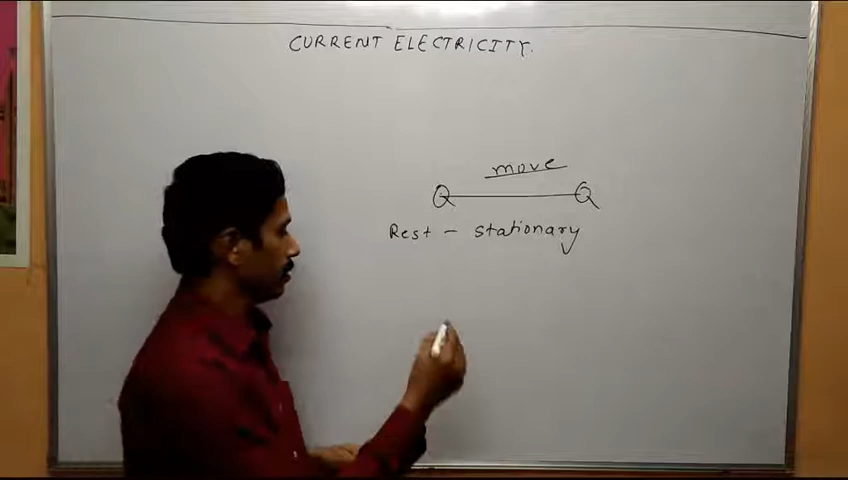 CURRENT ELECTRICITY.
move
Q Q
Rest - stationary